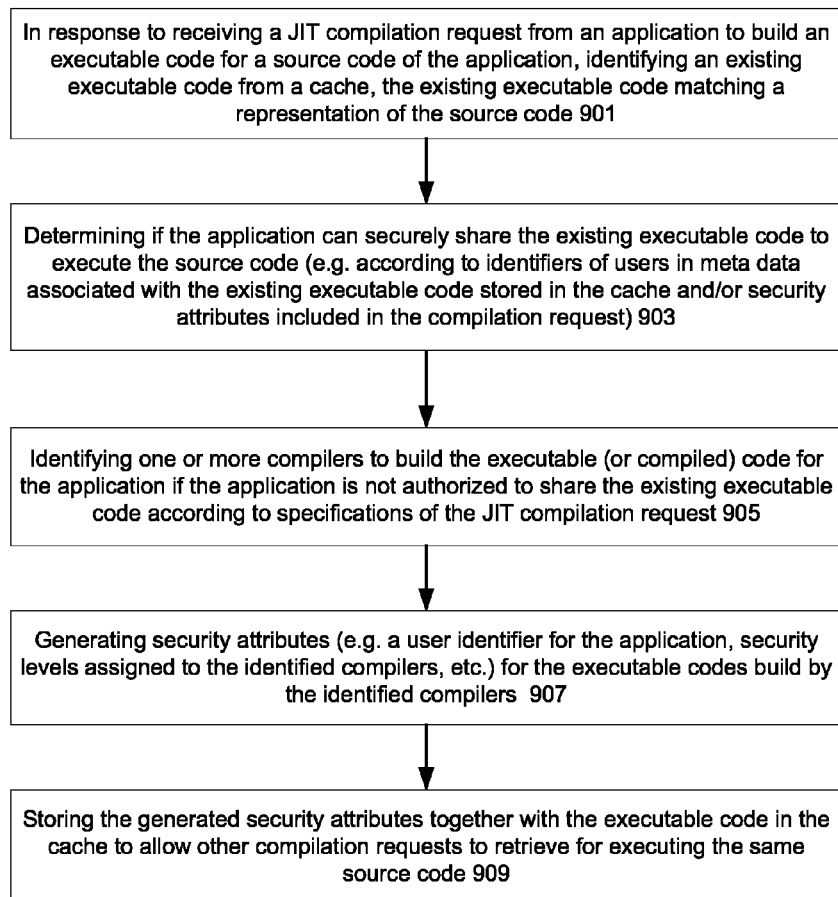 In response to receiving a JIT compilation request from an application to build an
executable code for a source code of the application, identifying an existing
executable code from a cache, the existing executable code matching a
representation of the source code 901
Determining if the application can securely share the existing executable code to
execute the source code (e.g. according to identifiers of users in meta data
associated with the existing executable code stored in the cache and/or security
attributes included in the compilation request) 903
Identifying one or more compilers to build the executable (or compiled) code for
the application if the application is not authorized to share the existing executable
code according to specifications of the JIT compilation request 905
Generating security attributes (e.g. a user identifier for the application, security
levels assigned to the identified compilers, etc.) for the executable codes build by
the identified compilers 907
Storing the generated security attributes together with the executable code in the
cache to allow other compilation requests to retrieve for executing the same
source code 909